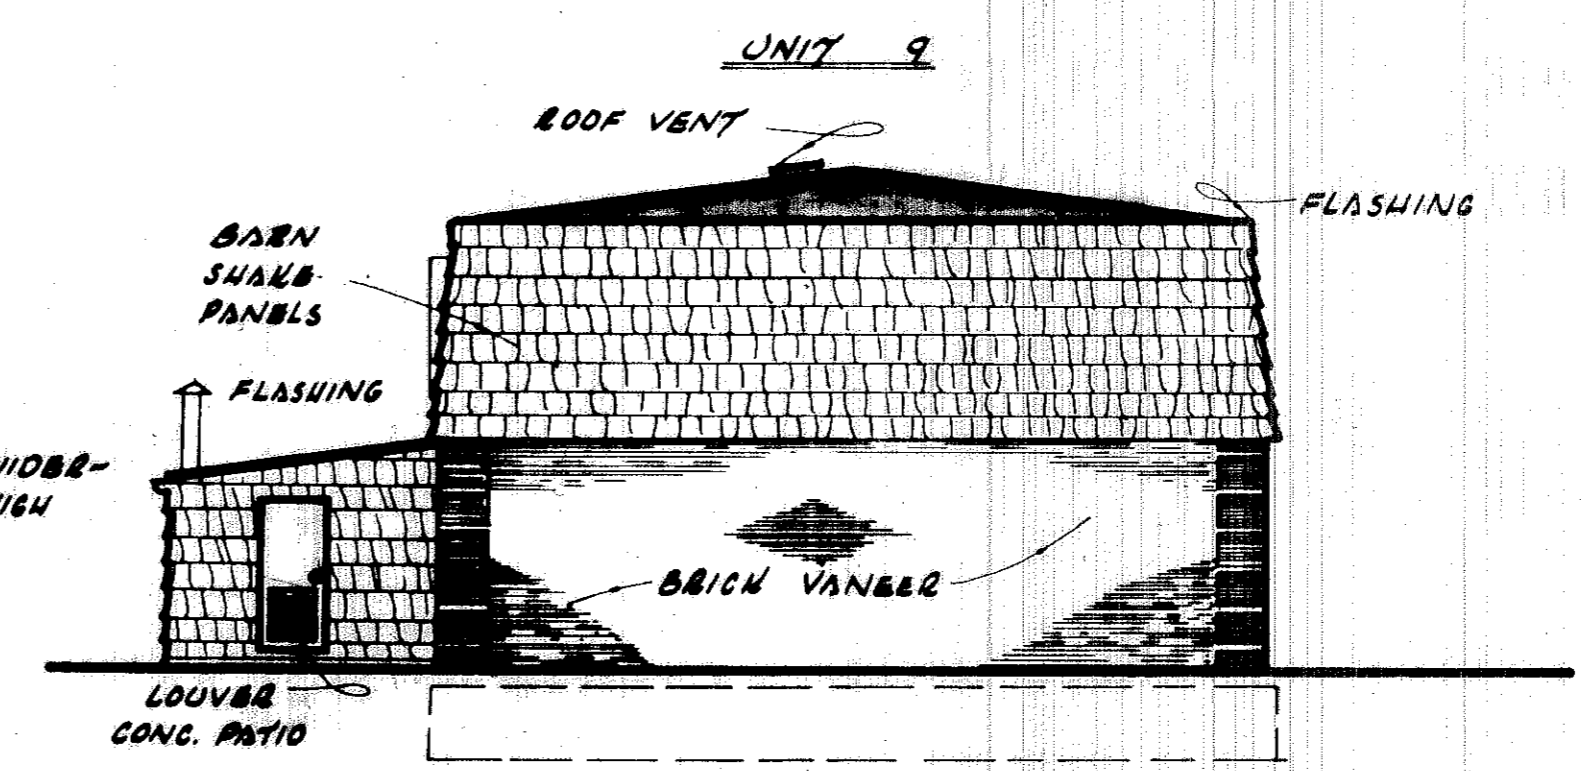 UNIT 9
ROOF VENT
FLASHING
BARN
SHAKE
PANELS
FLASHING
BRICK VANEER
LOUVER
CONC. PATIO